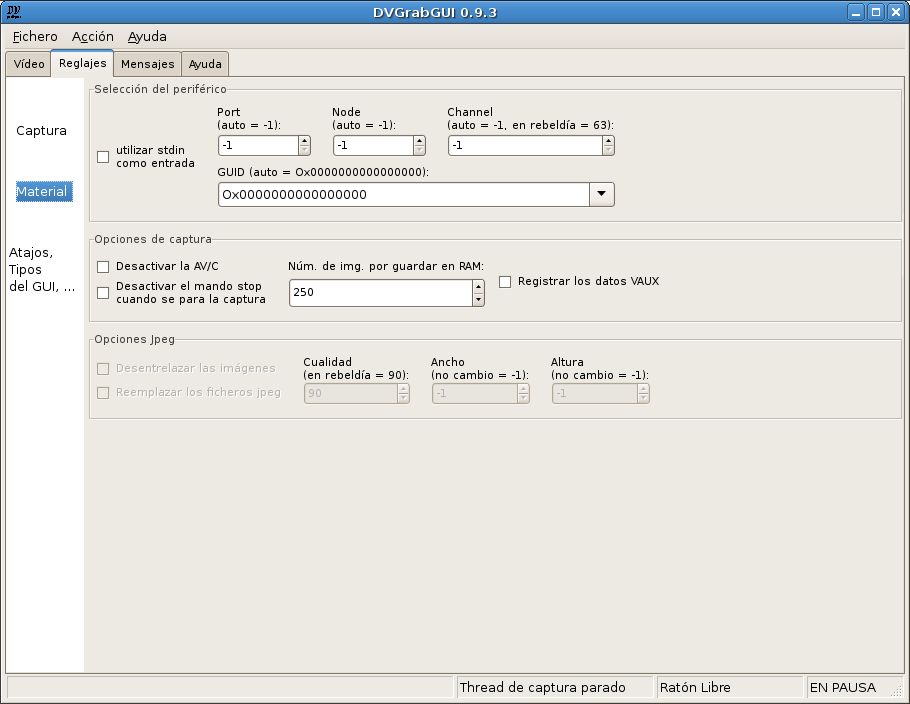 DVGrabGUI 0.9.3
Fichero Acción Ayuda
Vídeo Reglajes Mensajes Ayuda
Captura
Material
Atajos,
Tipos
del GUI, ...
Selección del periférico
utilizar stdin
como entrada
Port
(auto = -1):
-1
Node
(auto = -1):
-1
Channel
(auto = -1, en rebeldía = 63):
-1
GUID (auto = 0x0000000000000000):
0x0000000000000000
Opciones de captura
Desactivar la AV/C
Desactivar el mando stop
cuando se para la captura
Núm. de img. por guardar en RAM:
250
Registrar los datos VAUX
Opciones Jpeg
Desentrelazar las imágenes
Reemplazar los ficheros jpeg
Cualidad
(en rebeldía = 90):
90
Ancho
(no cambio = -1):
-1
Altura
(no cambio = -1):
-1
Thread de captura parado
Ratón Libre
EN PAUSA